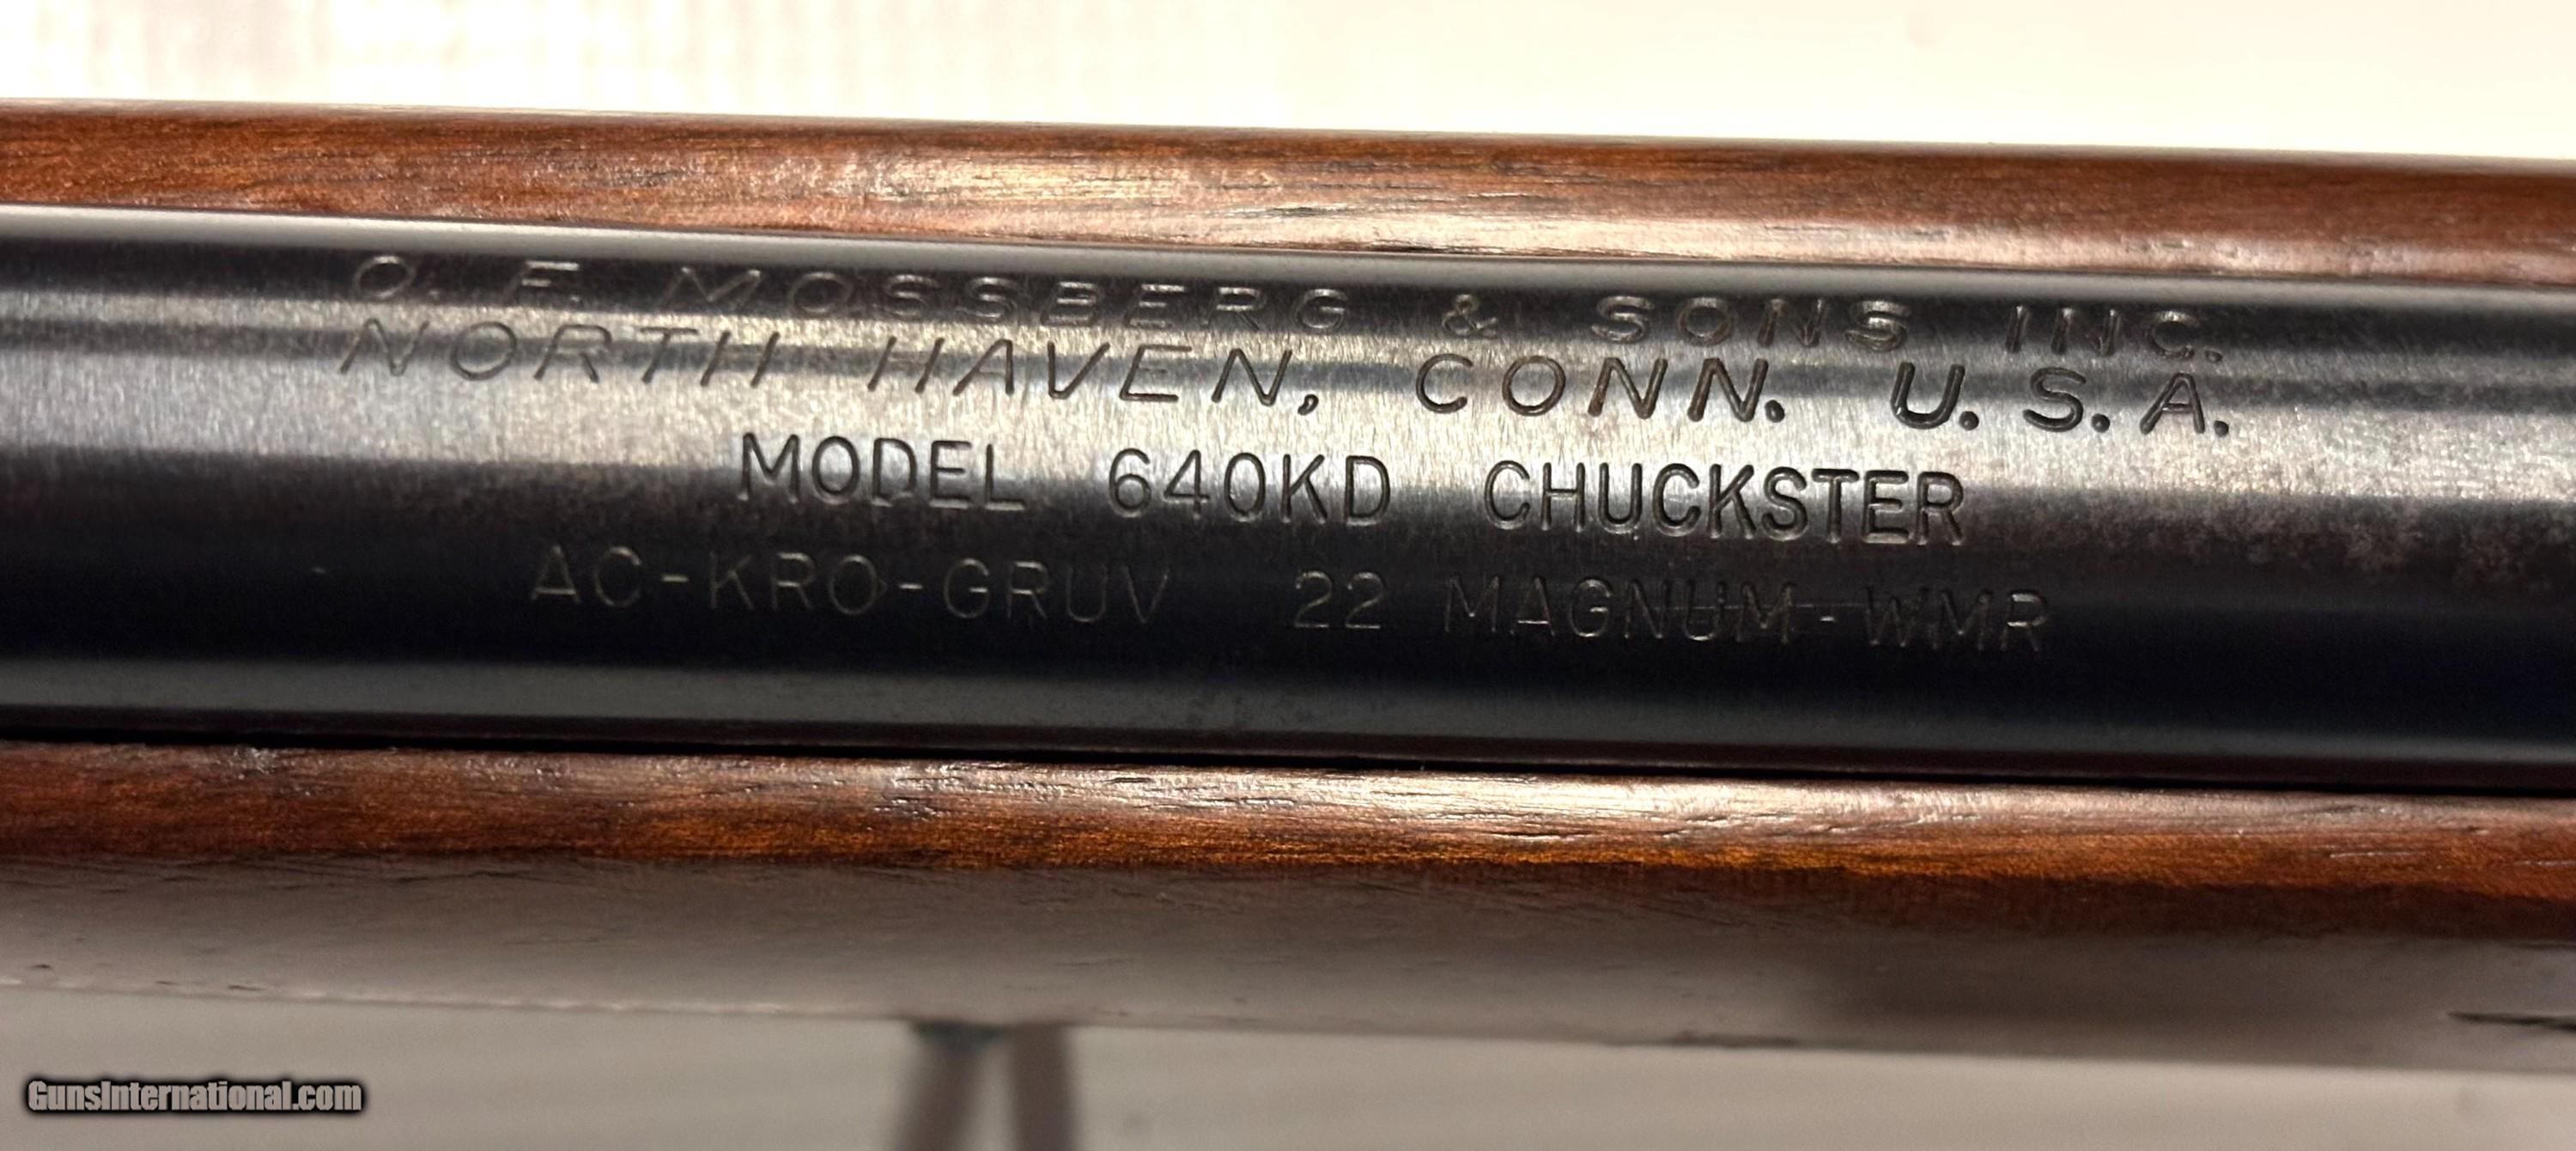 O. F. MOSSBERG & SONS INC.
NORTH HAVEN, CONN. U. S. A.
MODEL 640KD CHUCKSTER
AC-KRO-GRUV 22 MAGNUM-WMR
GunsInternational.com